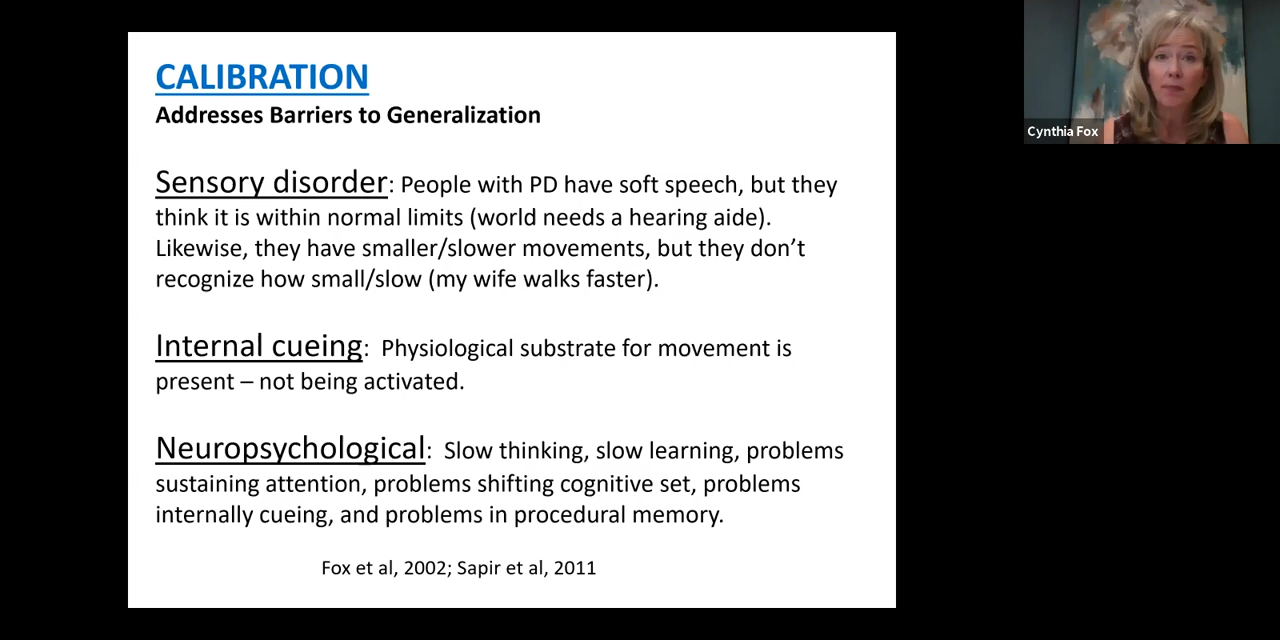 CALIBRATION
Addresses Barriers to Generalization
Sensory disorder: People with PD have soft speech, but they
think it is within normal limits (world needs a hearing aide).
Likewise, they have smaller/slower movements, but they don’t
recognize how small/slow (my wife walks faster).
Internal cueing: Physiological substrate for movement is
present – not being activated.
Neuropsychological: Slow thinking, slow learning, problems
sustaining attention, problems shifting cognitive set, problems
internally cueing, and problems in procedural memory.
Fox et al, 2002; Sapir et al, 2011
Cynthia Fox